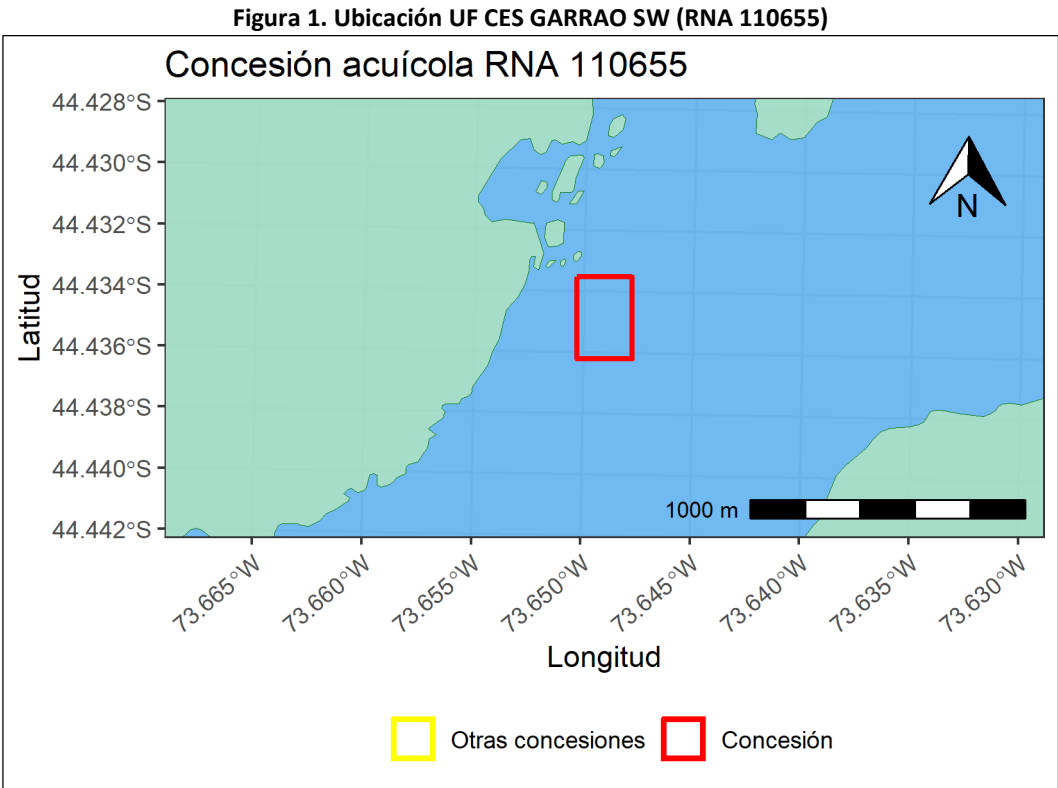 Figura 1. Ubicación UF CES GARRAO SW (RNA 110655)
Concesión acuícola RNA 110655
44.428°S
44.430°S
44.432°S
44.434°S
44.436°S
44.438°S
44.440°S
44.442°S
Latitud
N
1000 m
73.665°W
73.660°W
73.655°W
73.650°W
73.645°W
73.640°W
73.635°W
73.630°W
Longitud
Otras concesiones
Concesión